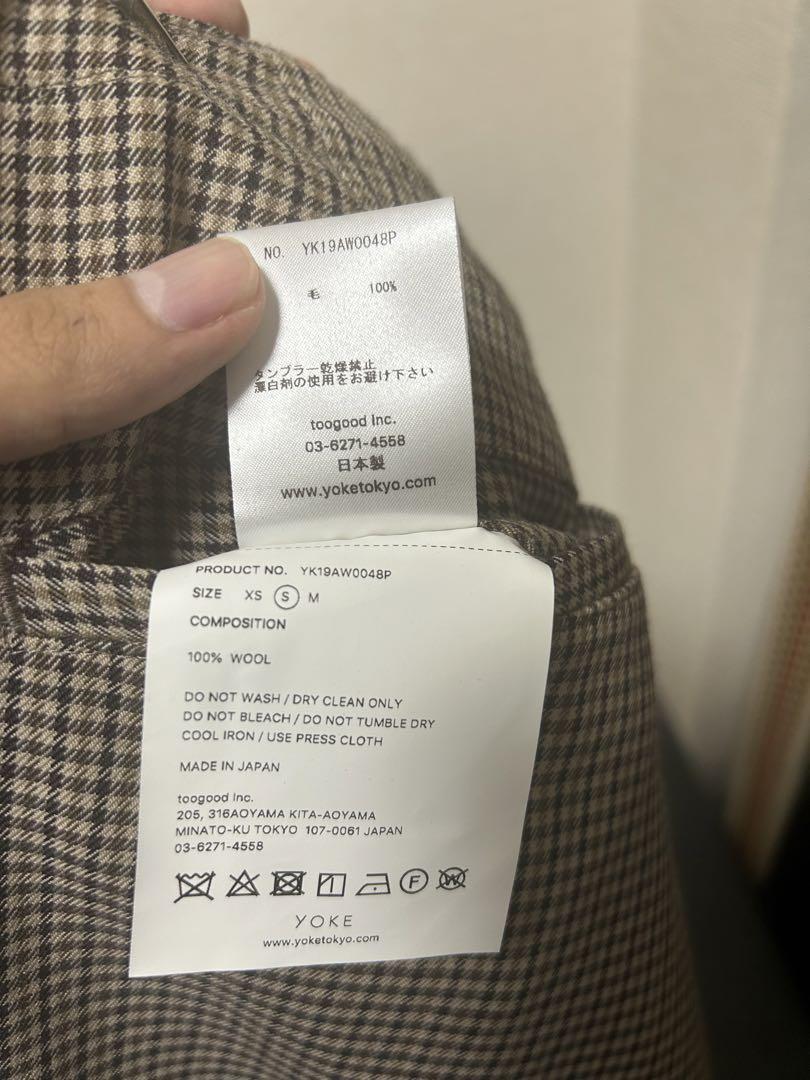 NO. YK19AW0048P
毛 100%
タンブラー乾燥禁止
漂白剤の使用をお避け下さい
toogood Inc.
03-6271-4558
日本製
www.yoketokyo.com
PRODUCT NO. YK19AW0048P
SIZE XS S M
COMPOSITION
100% WOOL
DO NOT WASH / DRY CLEAN ONLY
DO NOT BLEACH / DO NOT TUMBLE DRY
COOL IRON / USE PRESS CLOTH
MADE IN JAPAN
toogood Inc.
205, 316AOYAMA KITA-AOYAMA
MINATO-KU TOKYO 107-0061 JAPAN
03-6271-4558
F W
YOKE
www.yoketokyo.com